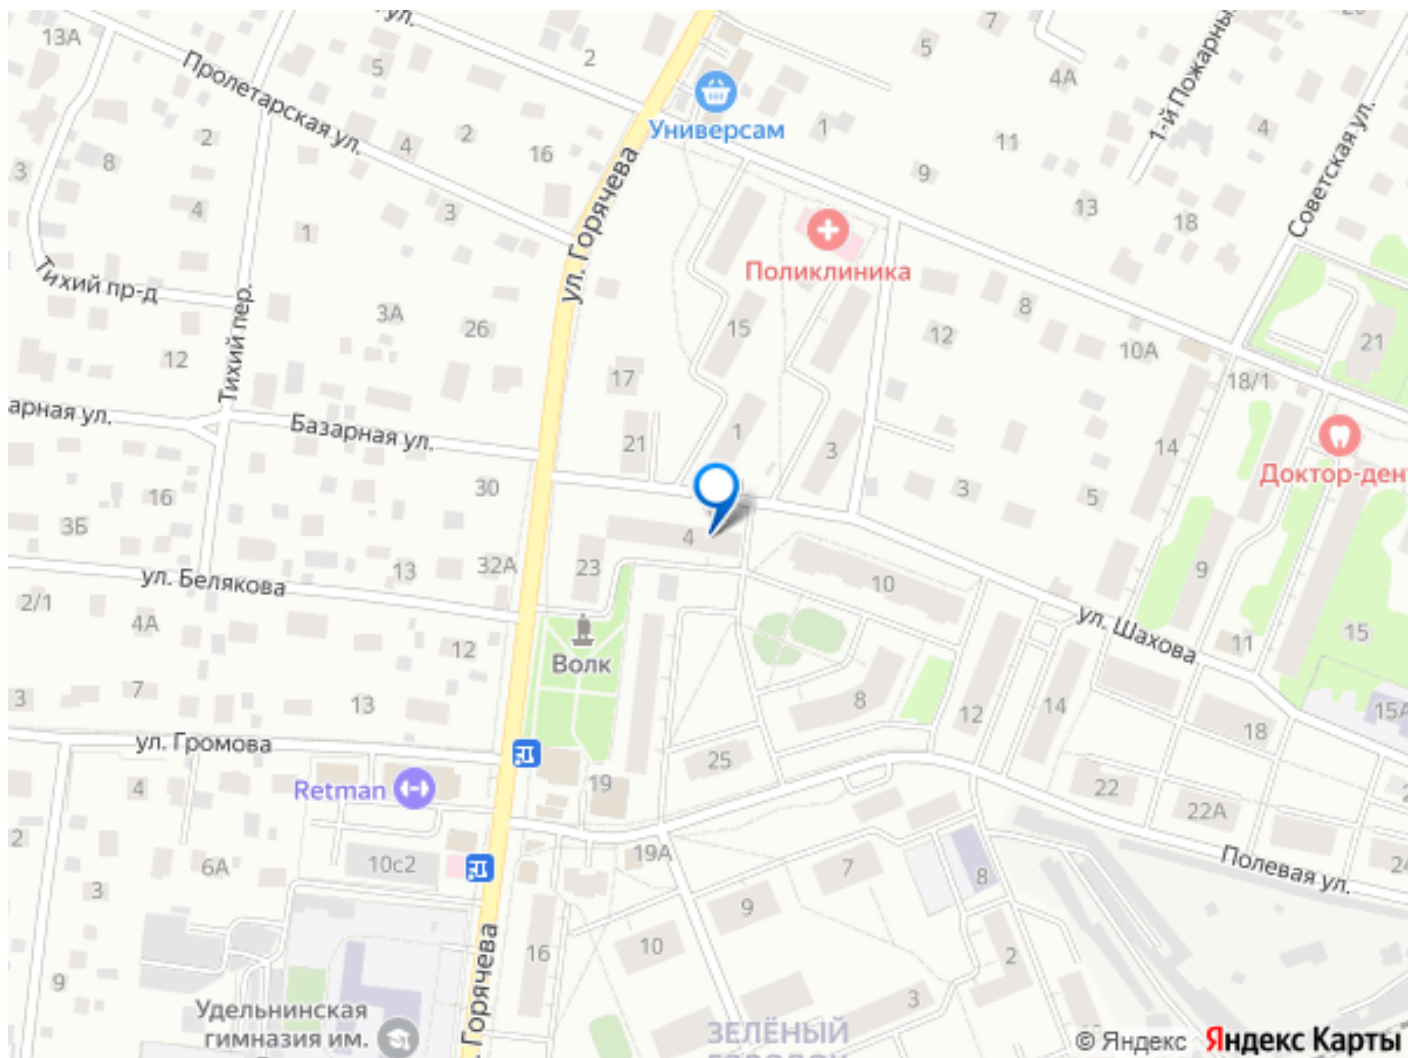 ул.
13А
7
5
2
5
4А
1-й Пожарный
Пролетарская ул.
Универсам
2
4
2
16
1
11
4
Советская ул.
3
8
9
13
18
4
3
1
ул. Горячева
Поликлиника
Тихий пр-д
Тихий пер.
3А
26
15
12
8
10А
21
12
17
18/1
арная ул.
Базарная ул.
21
1
3
14
Доктор-дент
16
30
3
5
3Б
4
ул. Белякова
13
32А
23
10
9
2/1
4А
12
Волк
ул. Шахова
11
15
3
7
13
8
12
14
18
15А
ул. Громова
25
4
Retman
19
22
22А
2
6А
10с2
19А
7
8
Полевая ул.
24
3
9
16
10
2
9
Горячева
3
Удельнинская
гимназия им.
ЗЕЛЁНЫЙ
ГОРОДОК
© Яндекс Яндекс Карты